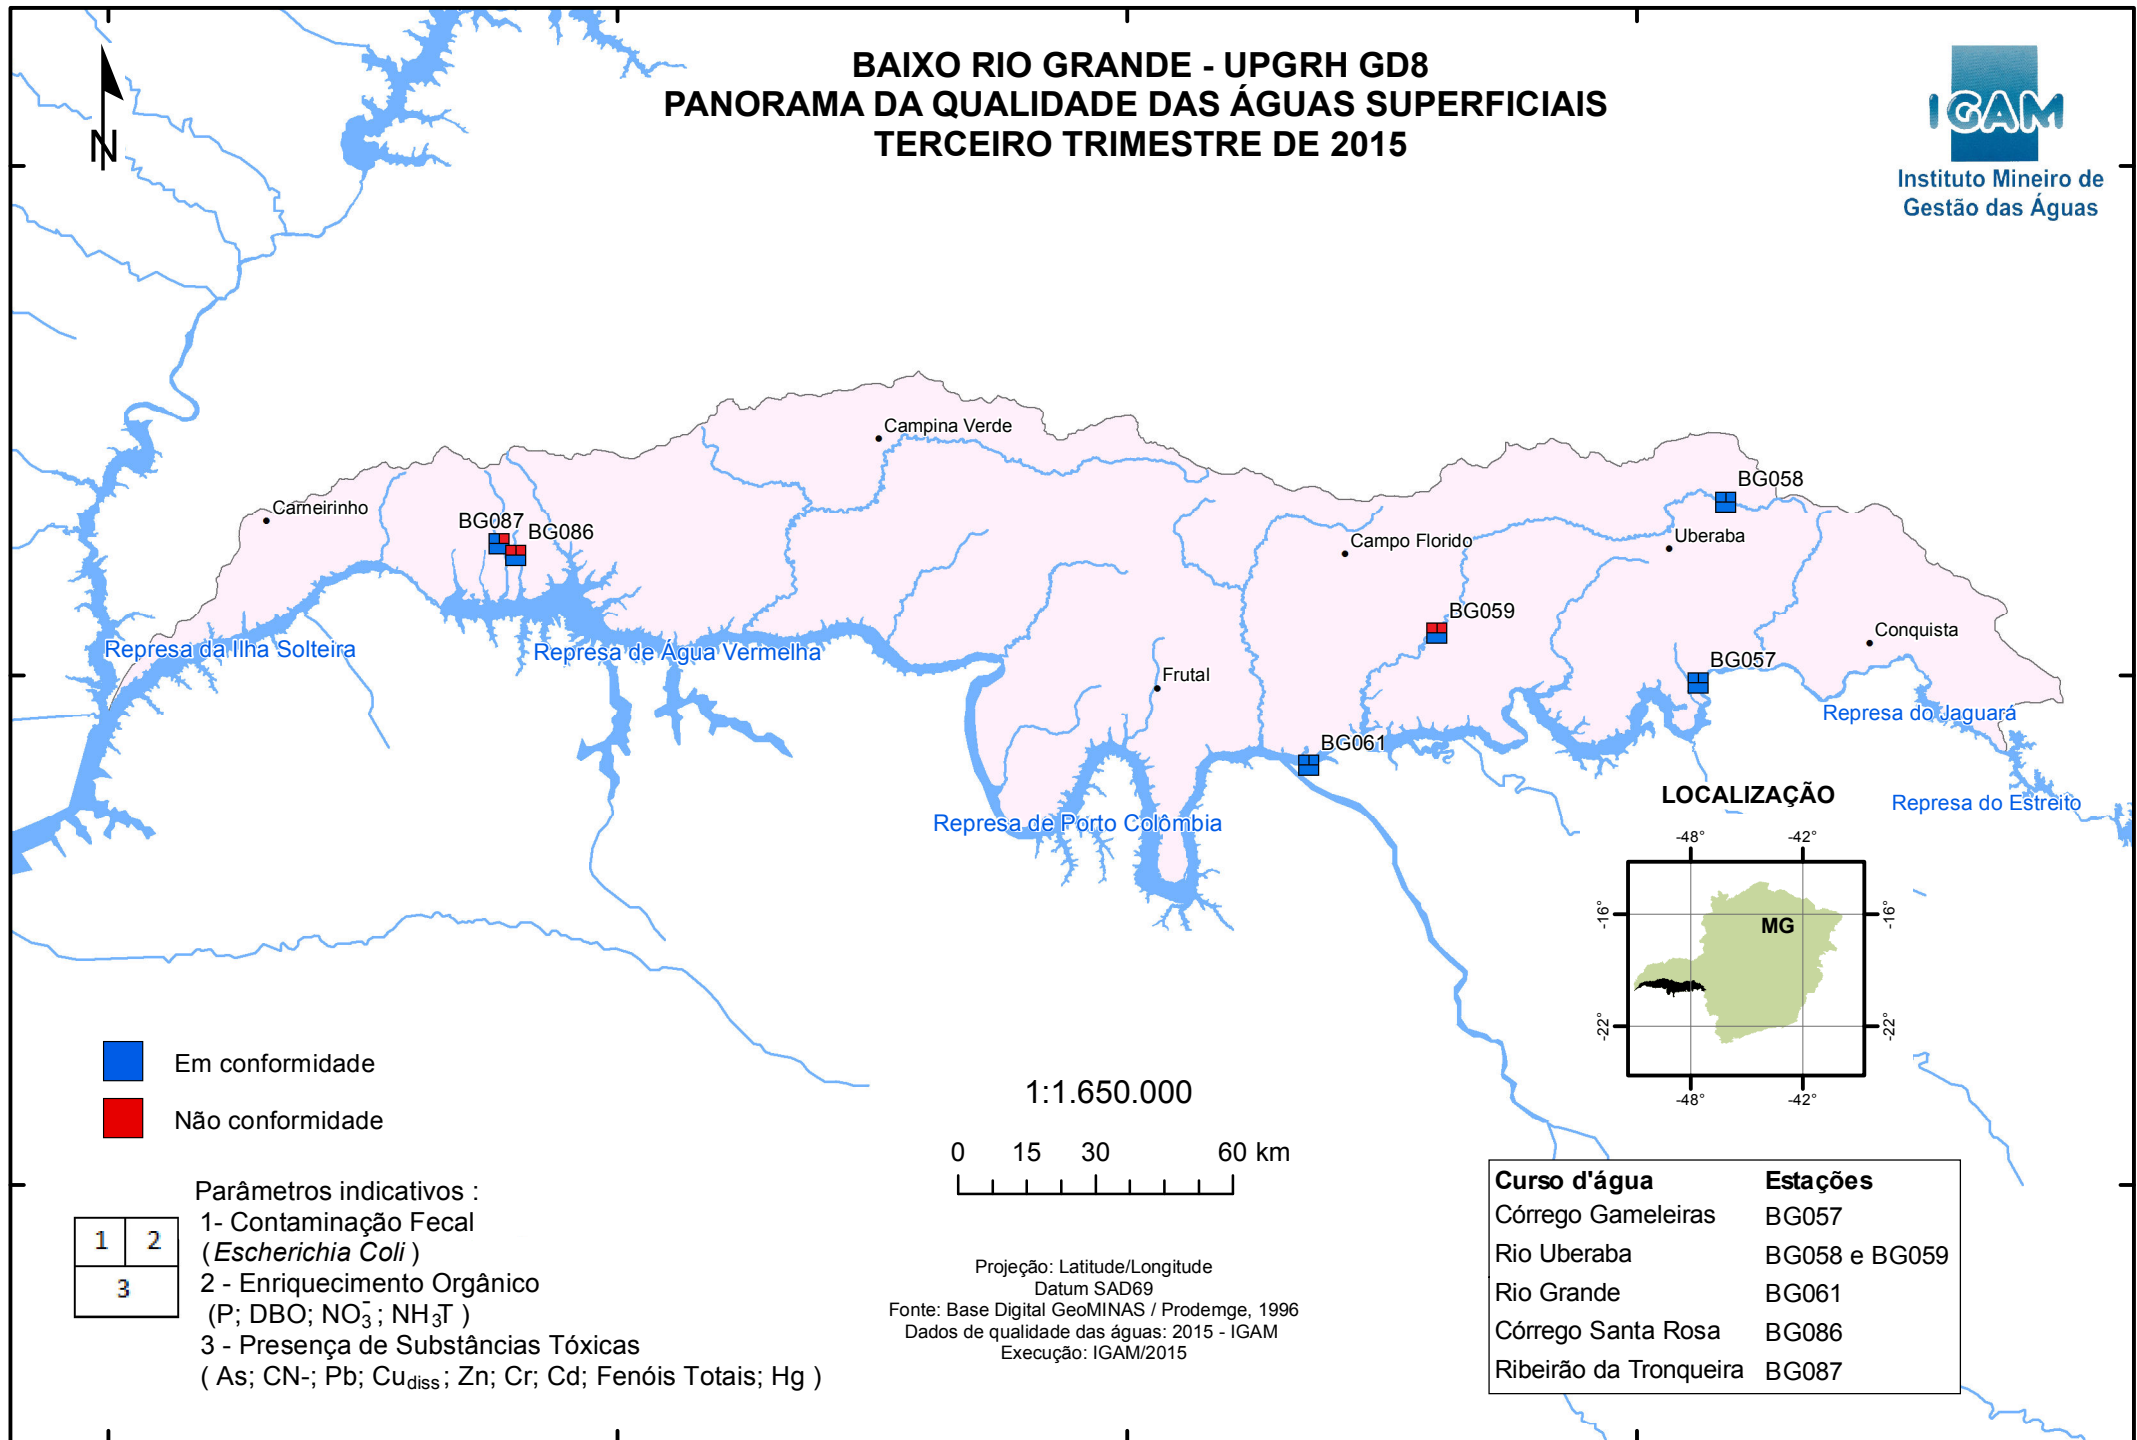 BAIXO RIO GRANDE - UPGRH GD8
PANORAMA DA QUALIDADE DAS ÁGUAS SUPERFICIAIS
TERCEIRO TRIMESTRE DE 2015
N
IGAM
Instituto Mineiro de
Gestão das Águas
Campina Verde
Carneirinho
BG087
BG086
BG058
Uberaba
Campo Florido
BG059
Conquista
BG057
Frutal
BG061
Represa da Ilha Solteira
Represa de Água Vermelha
Represa do Jaguará
Represa de Porto Colômbia
Represa do Estreito
LOCALIZAÇÃO
-48° -42°
-16° -16°
MG
-22° -22°
-48° -42°
Em conformidade
Não conformidade
1:1.650.000
0 15 30 60 km
Parâmetros indicativos :
1 2
3
1- Contaminação Fecal
(Escherichia Coli )
2 - Enriquecimento Orgânico
(P; DBO; NO₃⁻; NH₃T )
3 - Presença de Substâncias Tóxicas
( As; CN-; Pb; Cu_diss; Zn; Cr; Cd; Fenóis Totais; Hg )
Projeção: Latitude/Longitude
Datum SAD69
Fonte: Base Digital GeoMINAS / Prodemge, 1996
Dados de qualidade das águas: 2015 - IGAM
Execução: IGAM/2015
Curso d'água Estações
Córrego Gameleiras BG057
Rio Uberaba BG058 e BG059
Rio Grande BG061
Córrego Santa Rosa BG086
Ribeirão da Tronqueira BG087